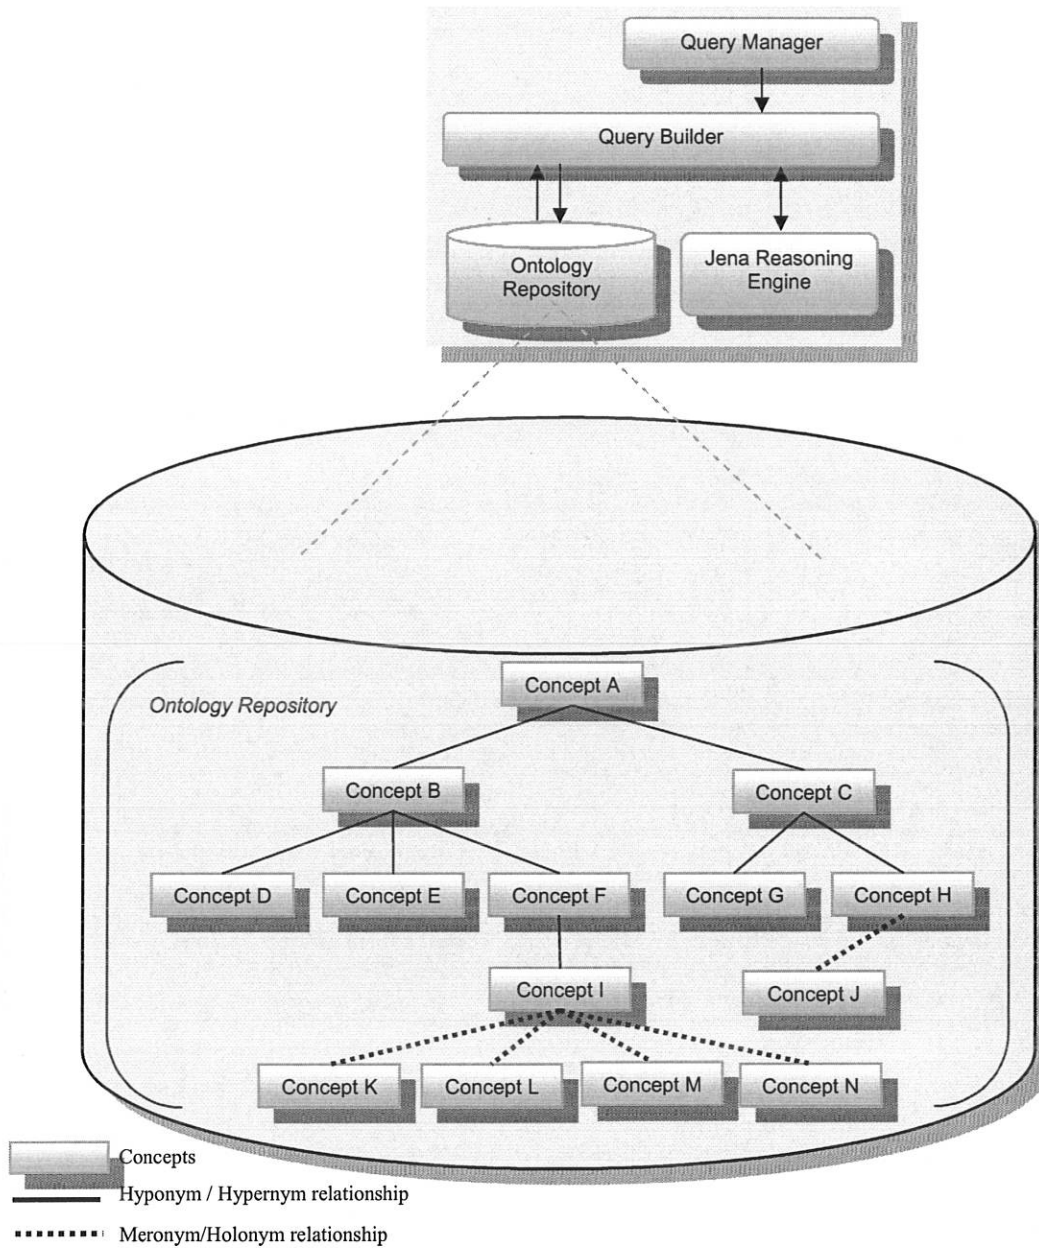 Query Manager
Query Builder
Ontology
Repository
Jena Reasoning
Engine
Ontology Repository
Concept A
Concept B
Concept C
Concept D
Concept E
Concept F
Concept G
Concept H
Concept I
Concept J
Concept K
Concept L
Concept M
Concept N
Concepts
Hyponym / Hypernym relationship
Meronym/Holonym relationship